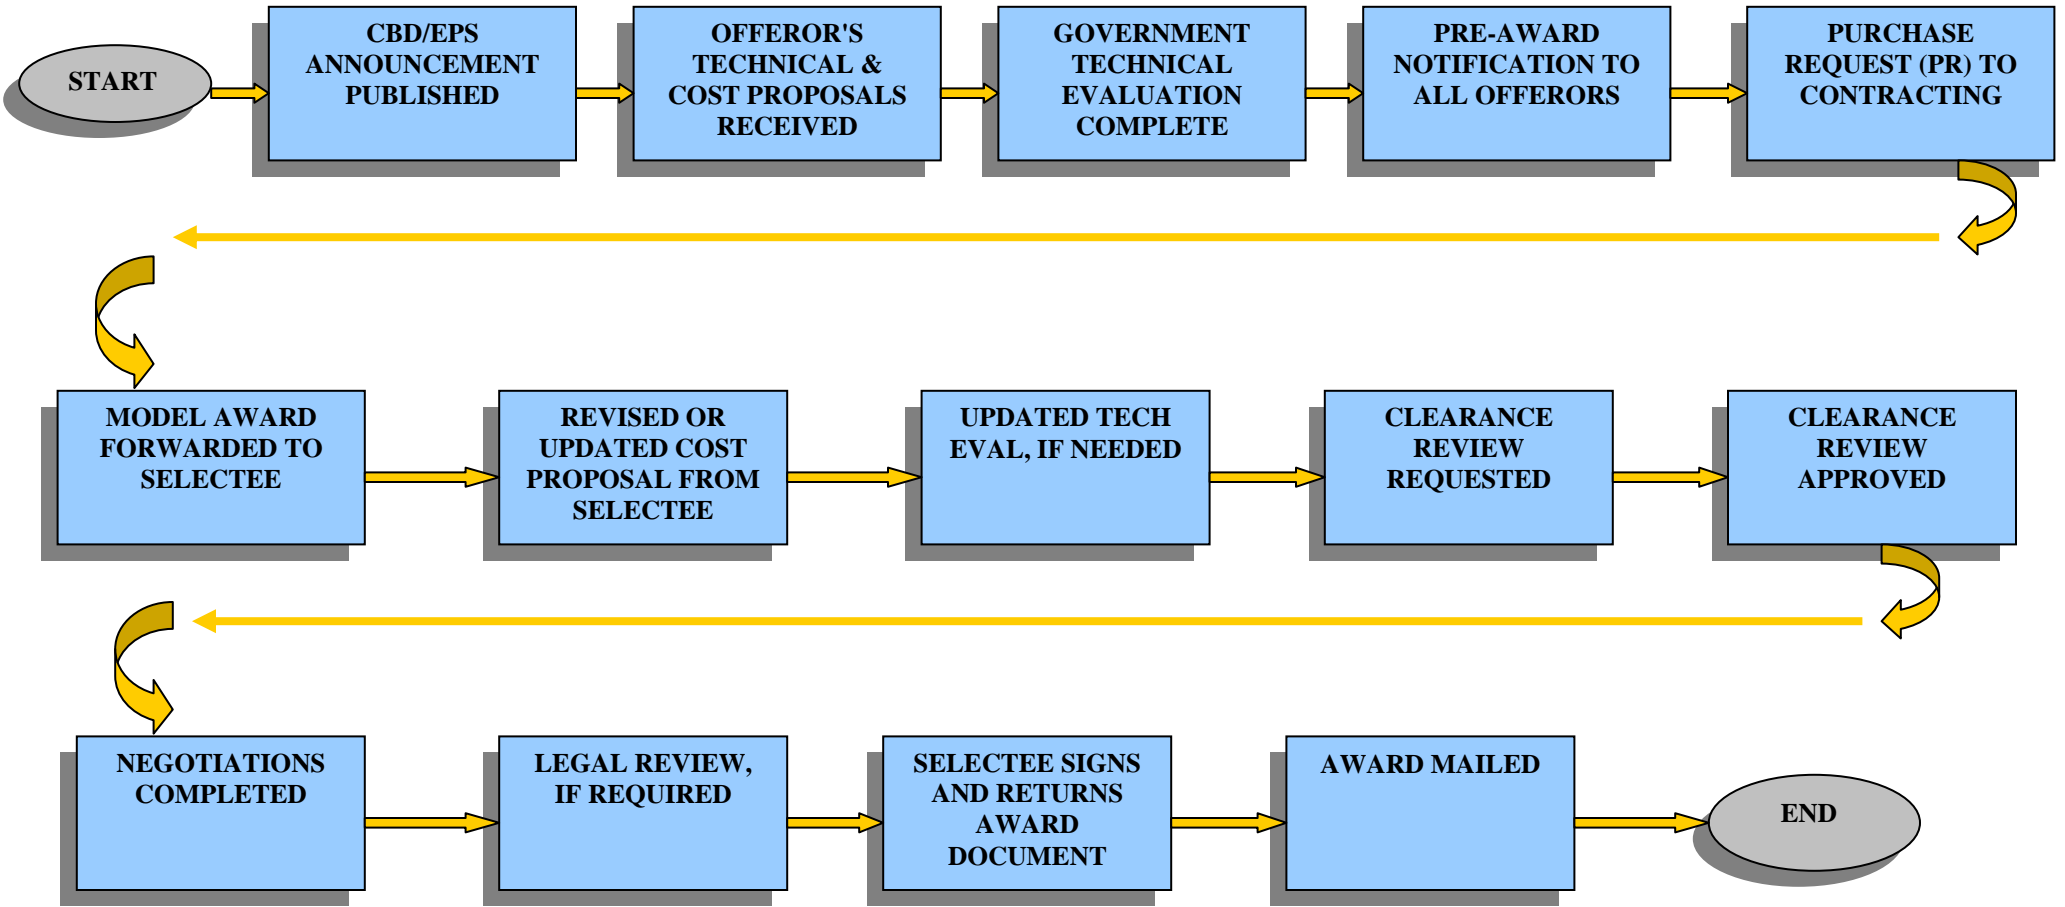 START
CBD/EPS
ANNOUNCEMENT
PUBLISHED
OFFEROR'S
TECHNICAL &
COST PROPOSALS
RECEIVED
GOVERNMENT
TECHNICAL
EVALUATION
COMPLETE
PRE-AWARD
NOTIFICATION TO
ALL OFFERORS
PURCHASE
REQUEST (PR) TO
CONTRACTING
MODEL AWARD
FORWARDED TO
SELECTEE
REVISED OR
UPDATED COST
PROPOSAL FROM
SELECTEE
UPDATED TECH
EVAL, IF NEEDED
CLEARANCE
REVIEW
REQUESTED
CLEARANCE
REVIEW
APPROVED
NEGOTIATIONS
COMPLETED
LEGAL REVIEW,
IF REQUIRED
SELECTEE SIGNS
AND RETURNS
AWARD
DOCUMENT
AWARD MAILED
END